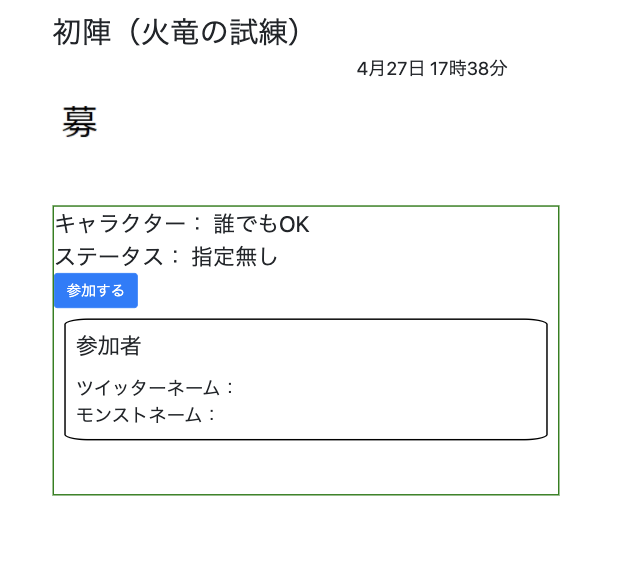 初陣（火竜の試練）
4月27日 17時38分
募
キャラクター： 誰でもOK
ステータス： 指定無し
参加する
参加者
ツイッターネーム：
モンストネーム：